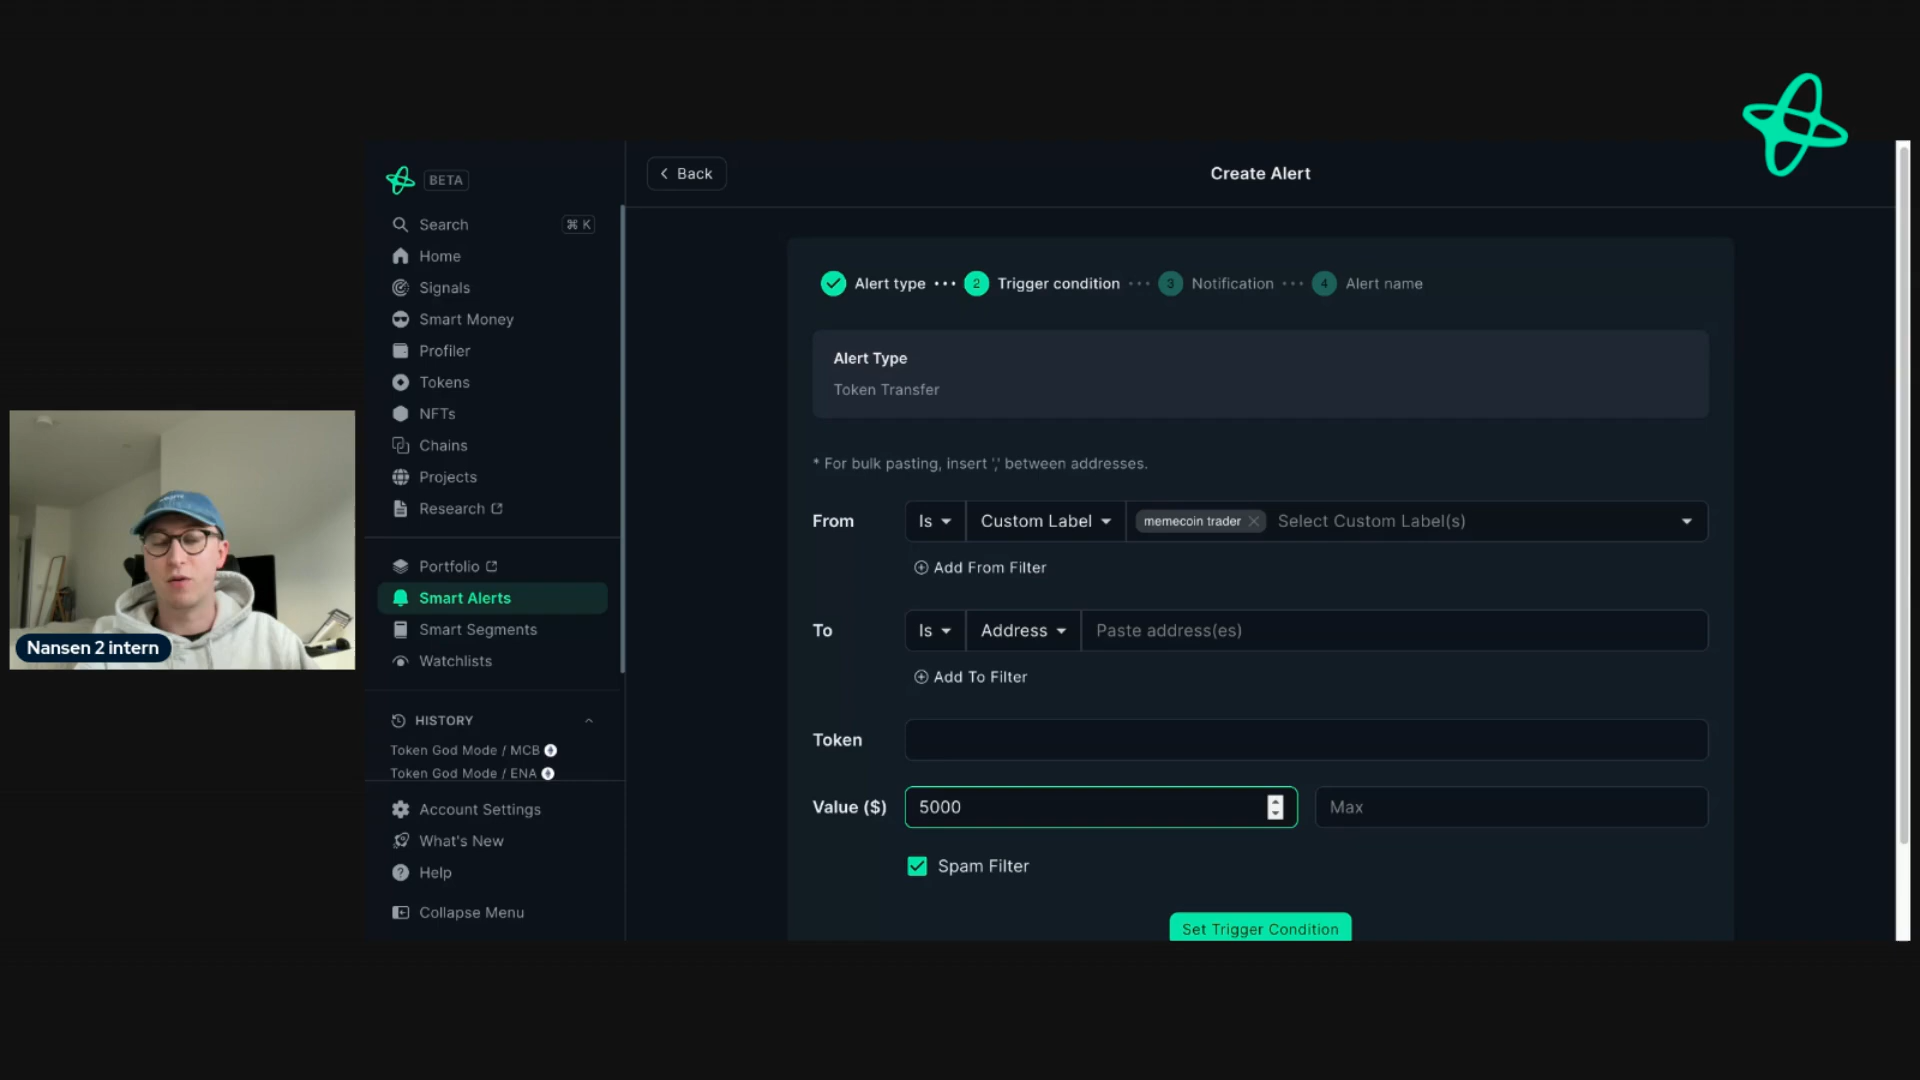 BETA
Search
⌘ K
Home
Signals
Smart Money
Profiler
Tokens
NFTs
Chains
Projects
Research
Portfolio
Smart Alerts
Smart Segments
Watchlists
HISTORY
Token God Mode / MCB
Token God Mode / ENA
Account Settings
What's New
Help
Collapse Menu
Back
Create Alert
Alert type
2 Trigger condition
3 Notification
4 Alert name
Alert Type
Token Transfer
* For bulk pasting, insert ',' between addresses.
From
Is
Custom Label
memecoin trader
Select Custom Label(s)
Add From Filter
To
Is
Address
Paste address(es)
Add To Filter
Token
Value ($)
5000
Max
Spam Filter
Set Trigger Condition
Nansen 2 intern